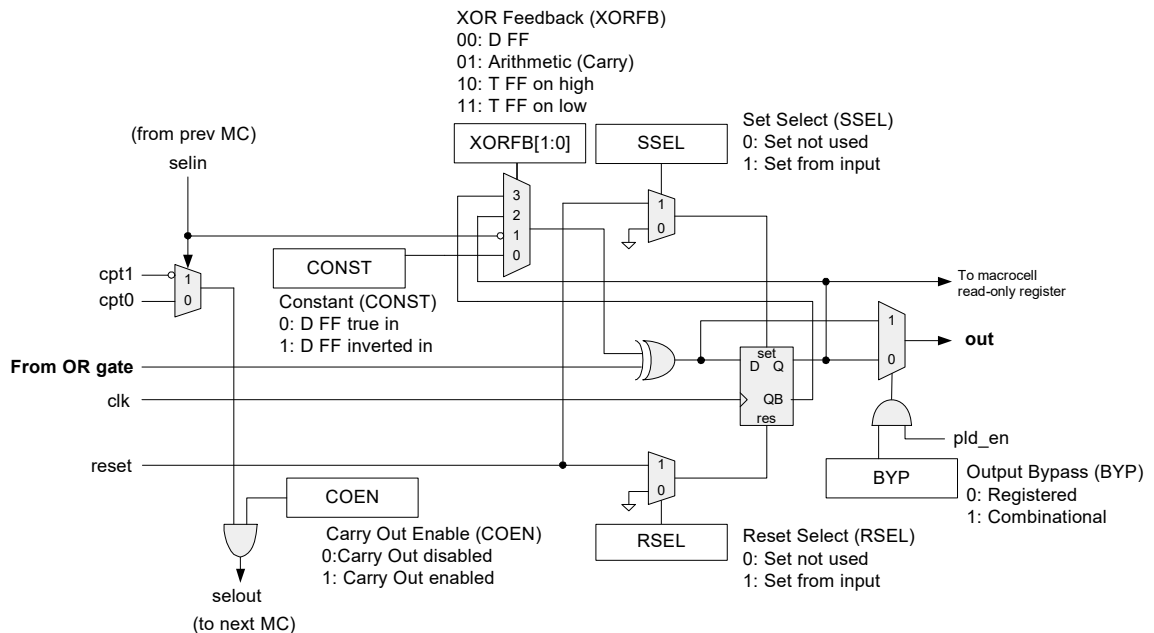 XOR Feedback (XORFB)
00: D FF
01: Arithmetic (Carry)
10: T FF on high
11: T FF on low
(from prev MC)
selin
XORFB[1:0]
SSEL
Set Select (SSEL)
0: Set not used
1: Set from input
3
2
1
0
1
0
CONST
Constant (CONST)
0: D FF true in
1: D FF inverted in
cpt1
cpt0
1
0
To macrocell
read-only register
From OR gate
clk
set
D Q
QB
res
1
0
out
pld_en
BYP
Output Bypass (BYP)
0: Registered
1: Combinational
reset
1
0
COEN
Carry Out Enable (COEN)
0:Carry Out disabled
1: Carry Out enabled
RSEL
Reset Select (RSEL)
0: Set not used
1: Set from input
selout
(to next MC)